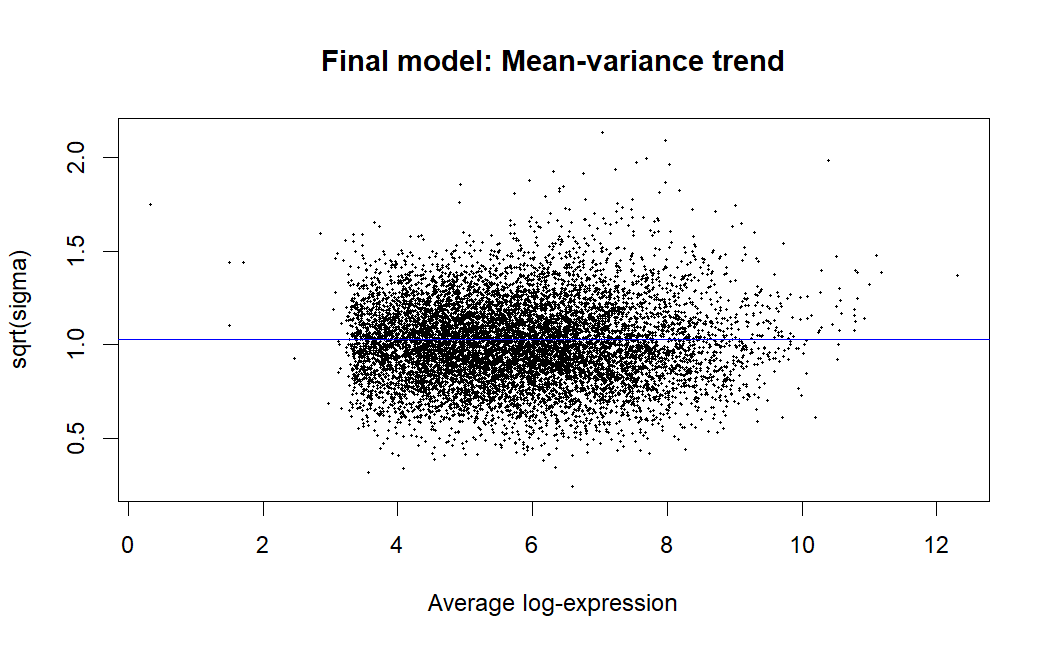 Final model: Mean-variance trend
sqrt(sigma)
2.0
1.5
1.0
0.5
0 2 4 6 8 10 12
Average log-expression